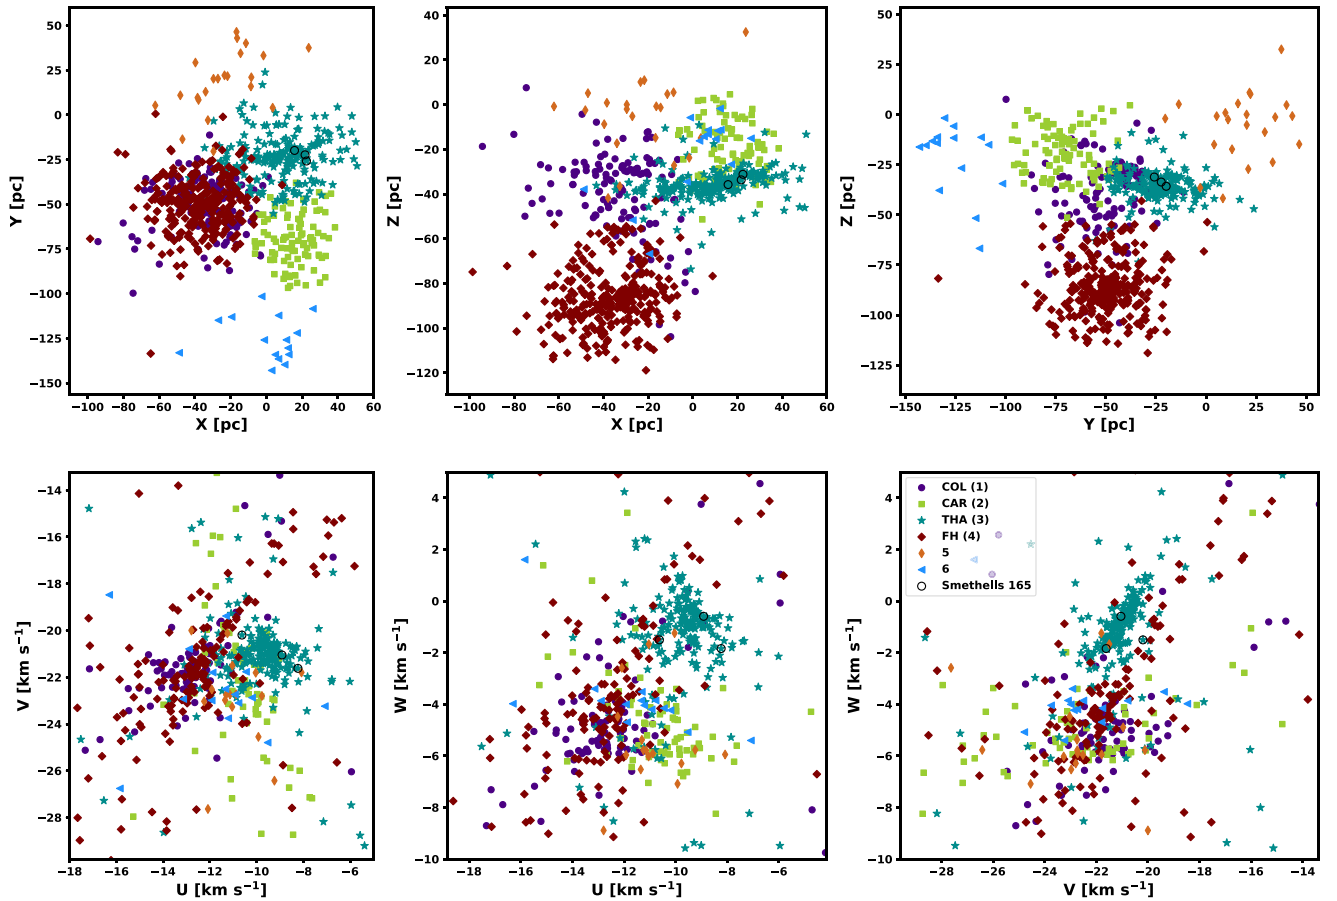 50
25
0
−25
−50
−75
−100
−125
−150
Y [pc]
−100 −80 −60 −40 −20 0 20 40 60
X [pc]
40
20
0
−20
−40
−60
−80
−100
−120
Z [pc]
−100 −80 −60 −40 −20 0 20 40 60
X [pc]
50
25
0
−25
−50
−75
−100
−125
Z [pc]
−150 −125 −100 −75 −50 −25 0 25 50
Y [pc]
−14
−16
−18
−20
−22
−24
−26
−28
V [km s⁻¹]
−18 −16 −14 −12 −10 −8 −6
U [km s⁻¹]
4
2
0
−2
−4
−6
−8
−10
W [km s⁻¹]
−18 −16 −14 −12 −10 −8 −6
U [km s⁻¹]
4
2
0
−2
−4
−6
−8
−10
W [km s⁻¹]
−28 −26 −24 −22 −20 −18 −16 −14
V [km s⁻¹]
COL (1)
CAR (2)
THA (3)
FH (4)
5
6
Smethells 165